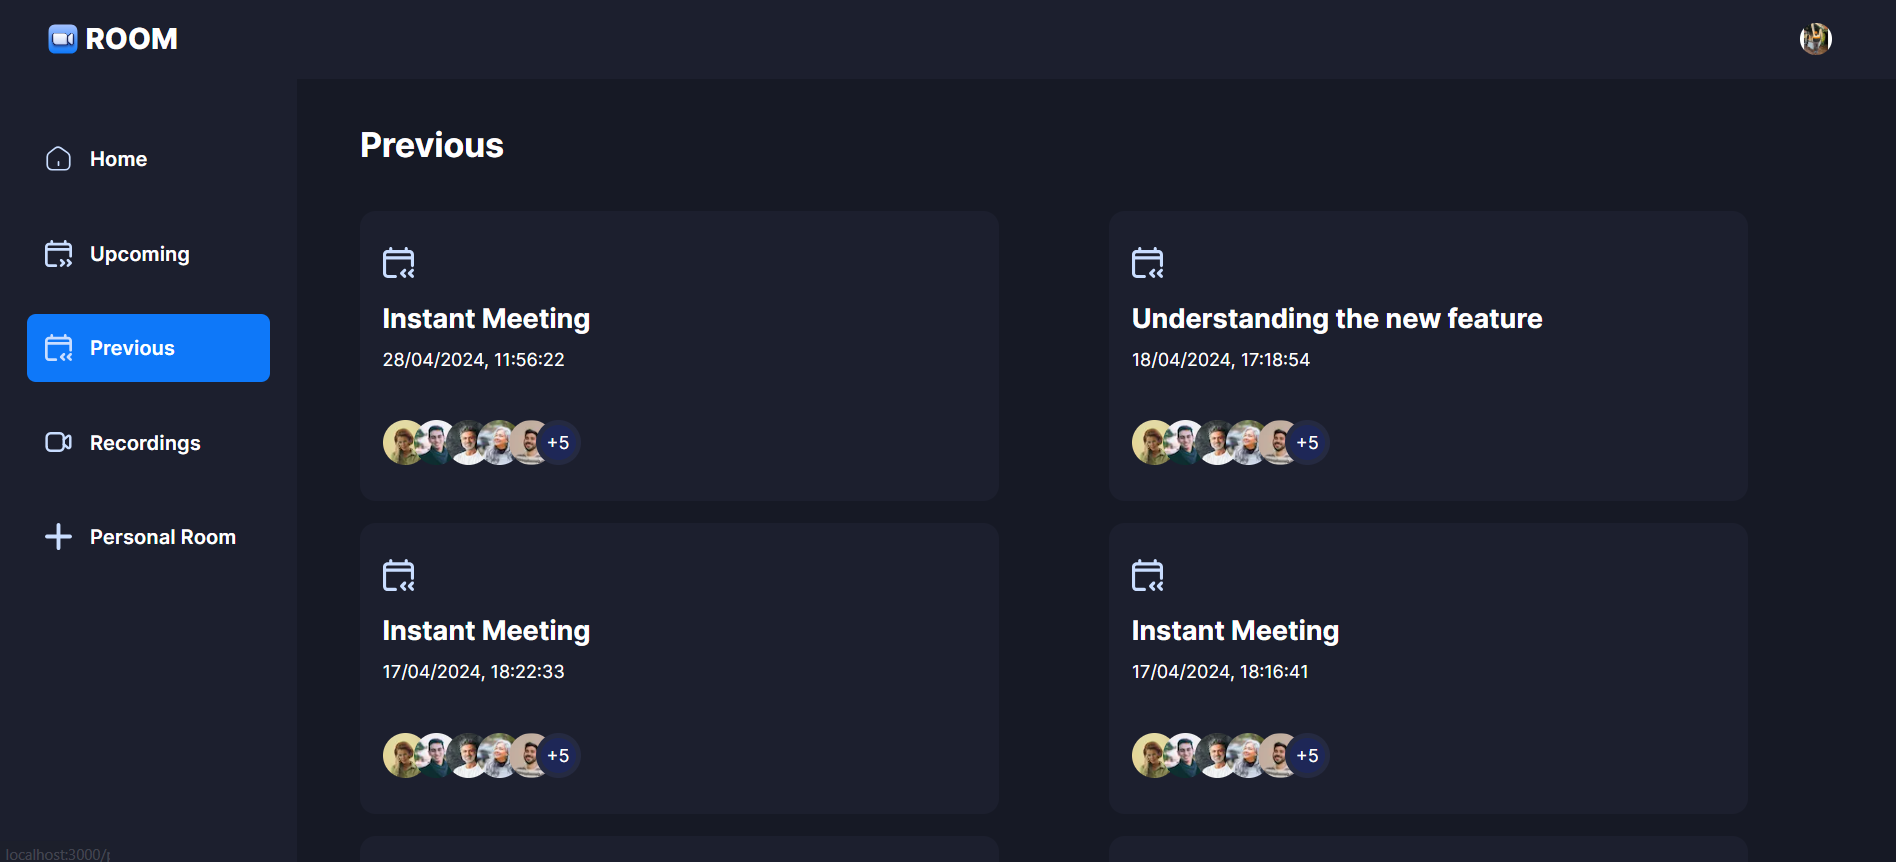 ROOM
Home
Upcoming
Previous
Recordings
Personal Room
Previous
Instant Meeting
28/04/2024, 11:56:22
+5
Understanding the new feature
18/04/2024, 17:18:54
+5
Instant Meeting
17/04/2024, 18:22:33
+5
Instant Meeting
17/04/2024, 18:16:41
+5
localhost:3000/